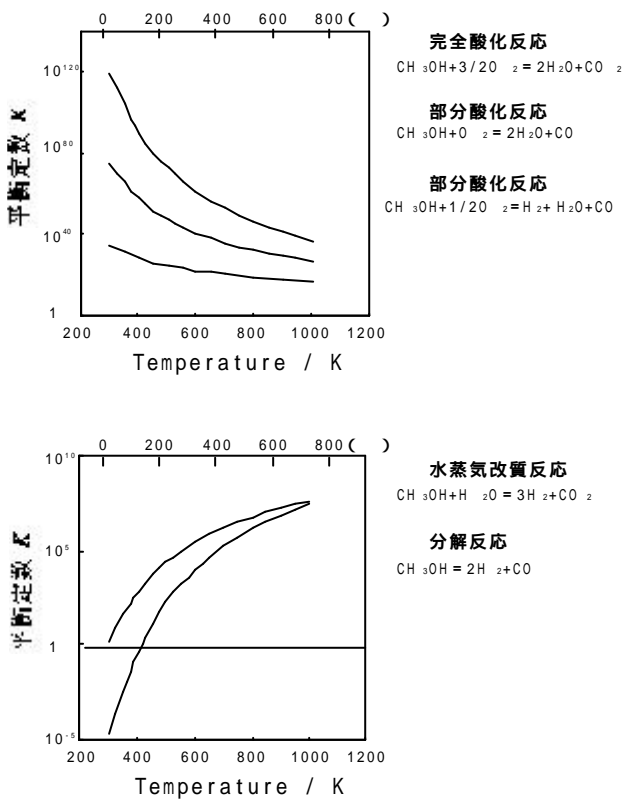 0 200 400 600 800 ( )
10¹²⁰
10⁸⁰
10⁴⁰
1
平衡定数 K
200 400 600 800 1000 1200
Temperature / K
完全酸化反応
CH₃OH+3/2O₂=2H₂O+CO₂
部分酸化反応
CH₃OH+O₂=2H₂O+CO
部分酸化反応
CH₃OH+1/2O₂=H₂+H₂O+CO
0 200 400 600 800 ( )
10¹⁰
10⁵
1
10⁻⁵
平衡定数 K
200 400 600 800 1000 1200
Temperature / K
水蒸気改質反応
CH₃OH+H₂O=3H₂+CO₂
分解反応
CH₃OH=2H₂+CO